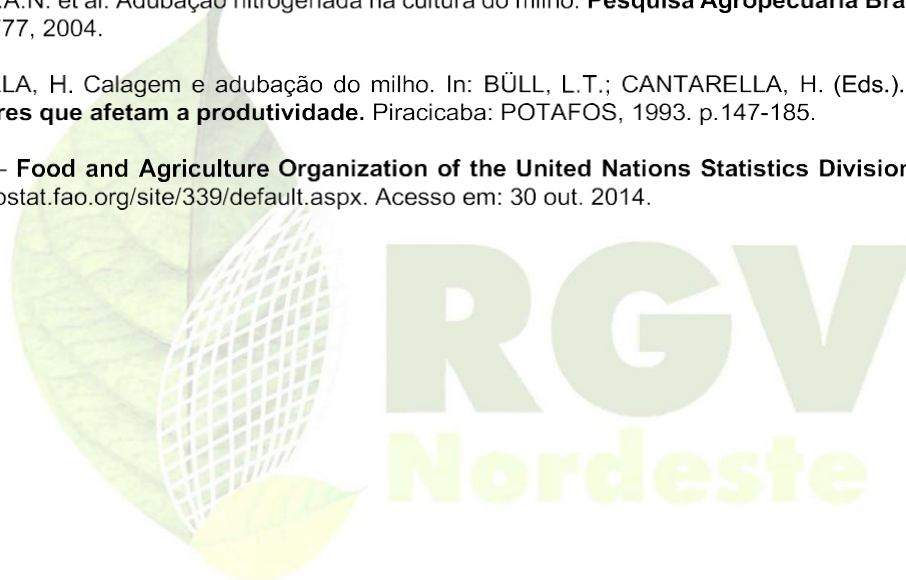 .A.N. et al. Adubação nitrogenada na cultura do milho. Pesquisa Agropecuária Bra
77, 2004.
LLA, H. Calagem e adubação do milho. In: BÜLL, L.T.; CANTARELLA, H. (Eds.).
res que afetam a produtividade. Piracicaba: POTAFOS, 1993. p.147-185.
– Food and Agriculture Organization of the United Nations Statistics Division
ostat.fao.org/site/339/default.aspx. Acesso em: 30 out. 2014.
RGV
Nordeste